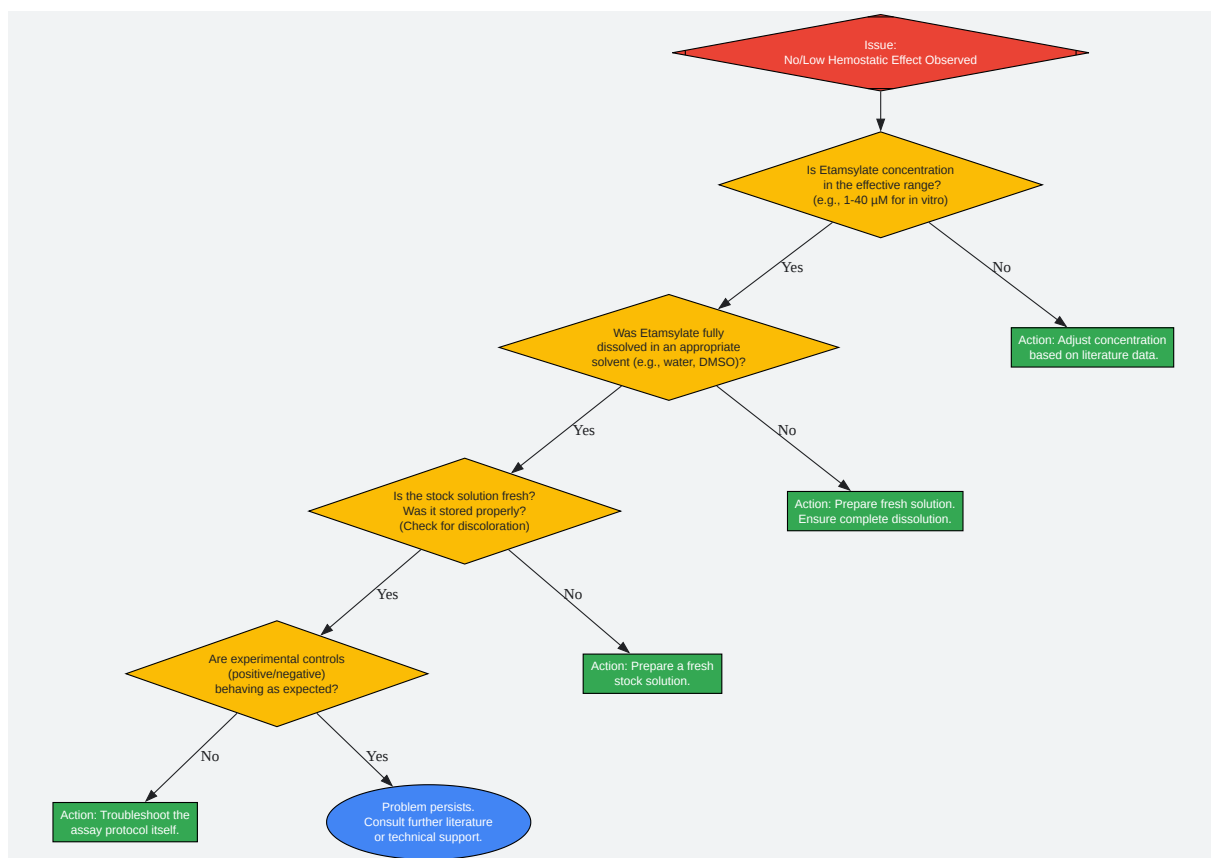 Issue:
No/Low Hemostatic Effect Observed
Is Etamsylate concentration
in the effective range?
(e.g., 1-40 µM for in vitro)
Yes
No
Was Etamsylate fully
dissolved in an appropriate
solvent (e.g., water, DMSO)?
Action: Adjust concentration
based on literature data.
Yes
No
Is the stock solution fresh?
Was it stored properly?
(Check for discoloration)
Action: Prepare fresh solution.
Ensure complete dissolution.
Yes
No
Are experimental controls
(positive/negative)
behaving as expected?
Action: Prepare a fresh
stock solution.
No
Yes
Action: Troubleshoot the
assay protocol itself.
Problem persists.
Consult further literature
or technical support.